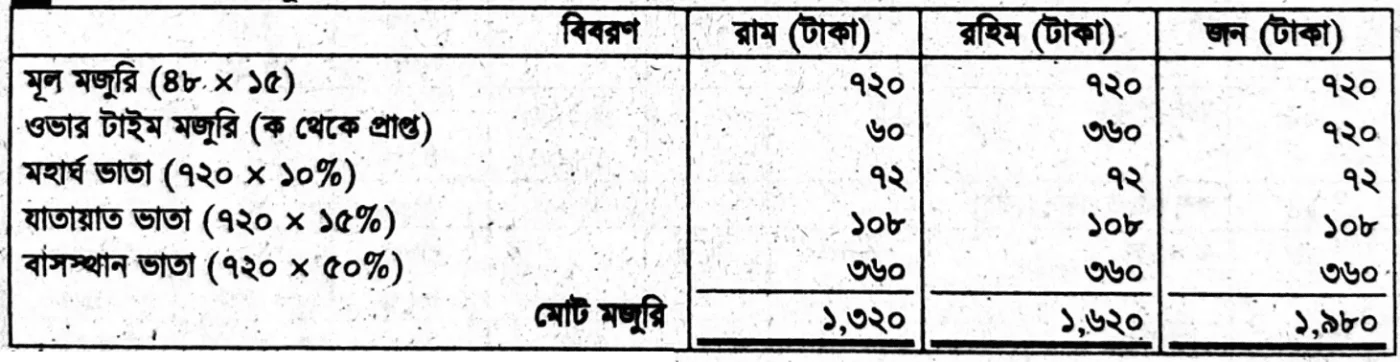 বিবরণ রাম (টাকা) রহিম (টাকা) জন (টাকা)
মূল মজুরি (৪৮ × ১৫) ৭২০ ৭২০ ৭২০
ওভার টাইম মজুরি (ক থেকে প্রাপ্ত) ৬০ ৩৬০ ৭২০
মহার্ঘ ভাতা (৭২০ × ১০%) ৭২ ৭২ ৭২
যাতায়াত ভাতা (৭২০ × ১৫%) ১০৮ ১০৮ ১০৮
বাসস্থান ভাতা (৭২০ × ৫০%) ৩৬০ ৩৬০ ৩৬০
মোট মজুরি ১,৩২০ ১,৬২০ ১,৯৮০